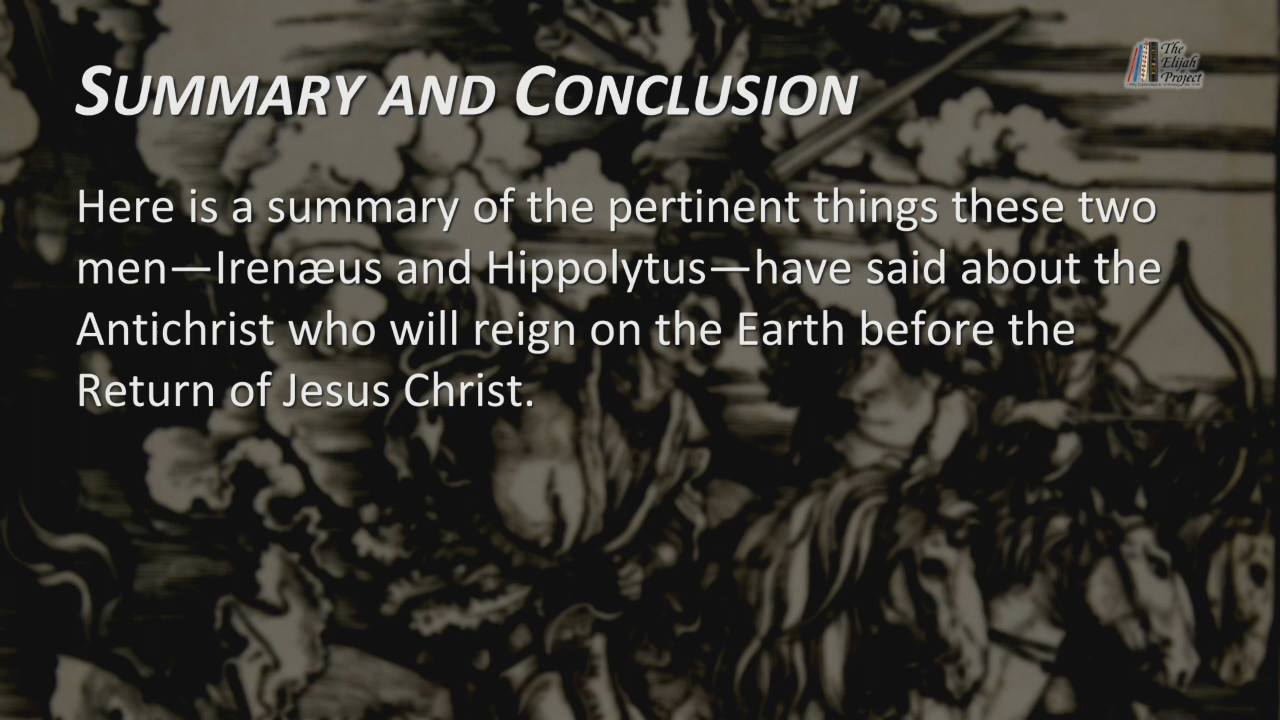 SUMMARY AND CONCLUSION
The
Elijah
Project
Here is a summary of the pertinent things these two
men—Irenæus and Hippolytus—have said about the
Antichrist who will reign on the Earth before the
Return of Jesus Christ.